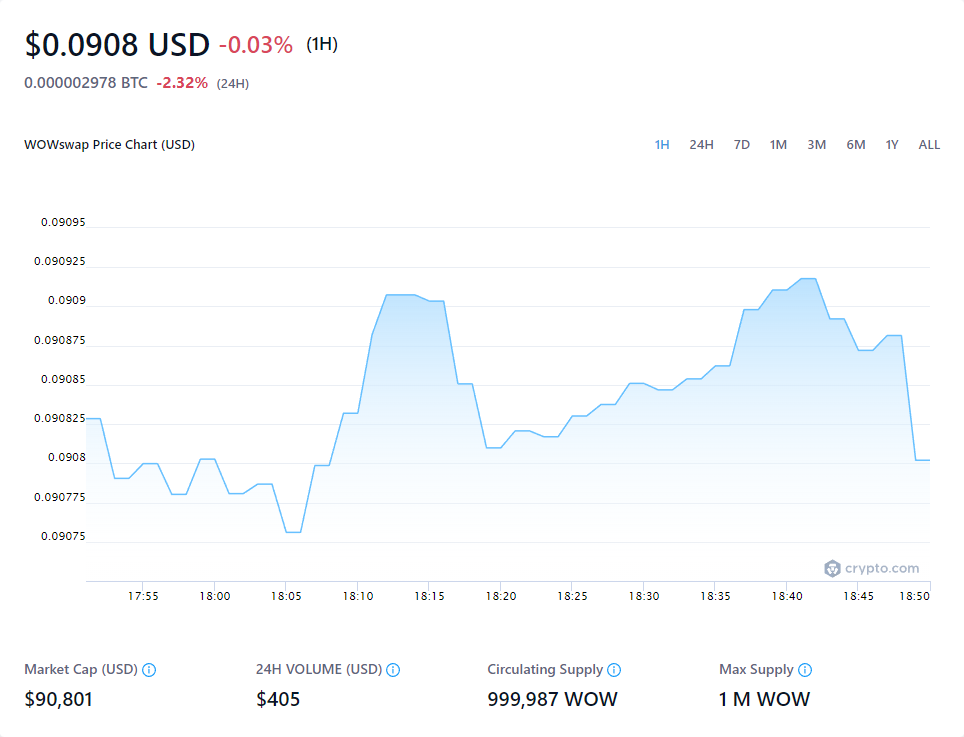 $0.0908 USD -0.03% (1H)
0.000002978 BTC -2.32% (24H)
WOWswap Price Chart (USD) 1H 24H 7D 1M 3M 6M 1Y ALL
0.09095
0.090925
0.0909
0.090875
0.09085
0.090825
0.0908
0.090775
0.09075
crypto.com
17:55 18:00 18:05 18:10 18:15 18:20 18:25 18:30 18:35 18:40 18:45 18:50
Market Cap (USD) 24H VOLUME (USD) Circulating Supply Max Supply
$90,801 $405 999,987 WOW 1 M WOW